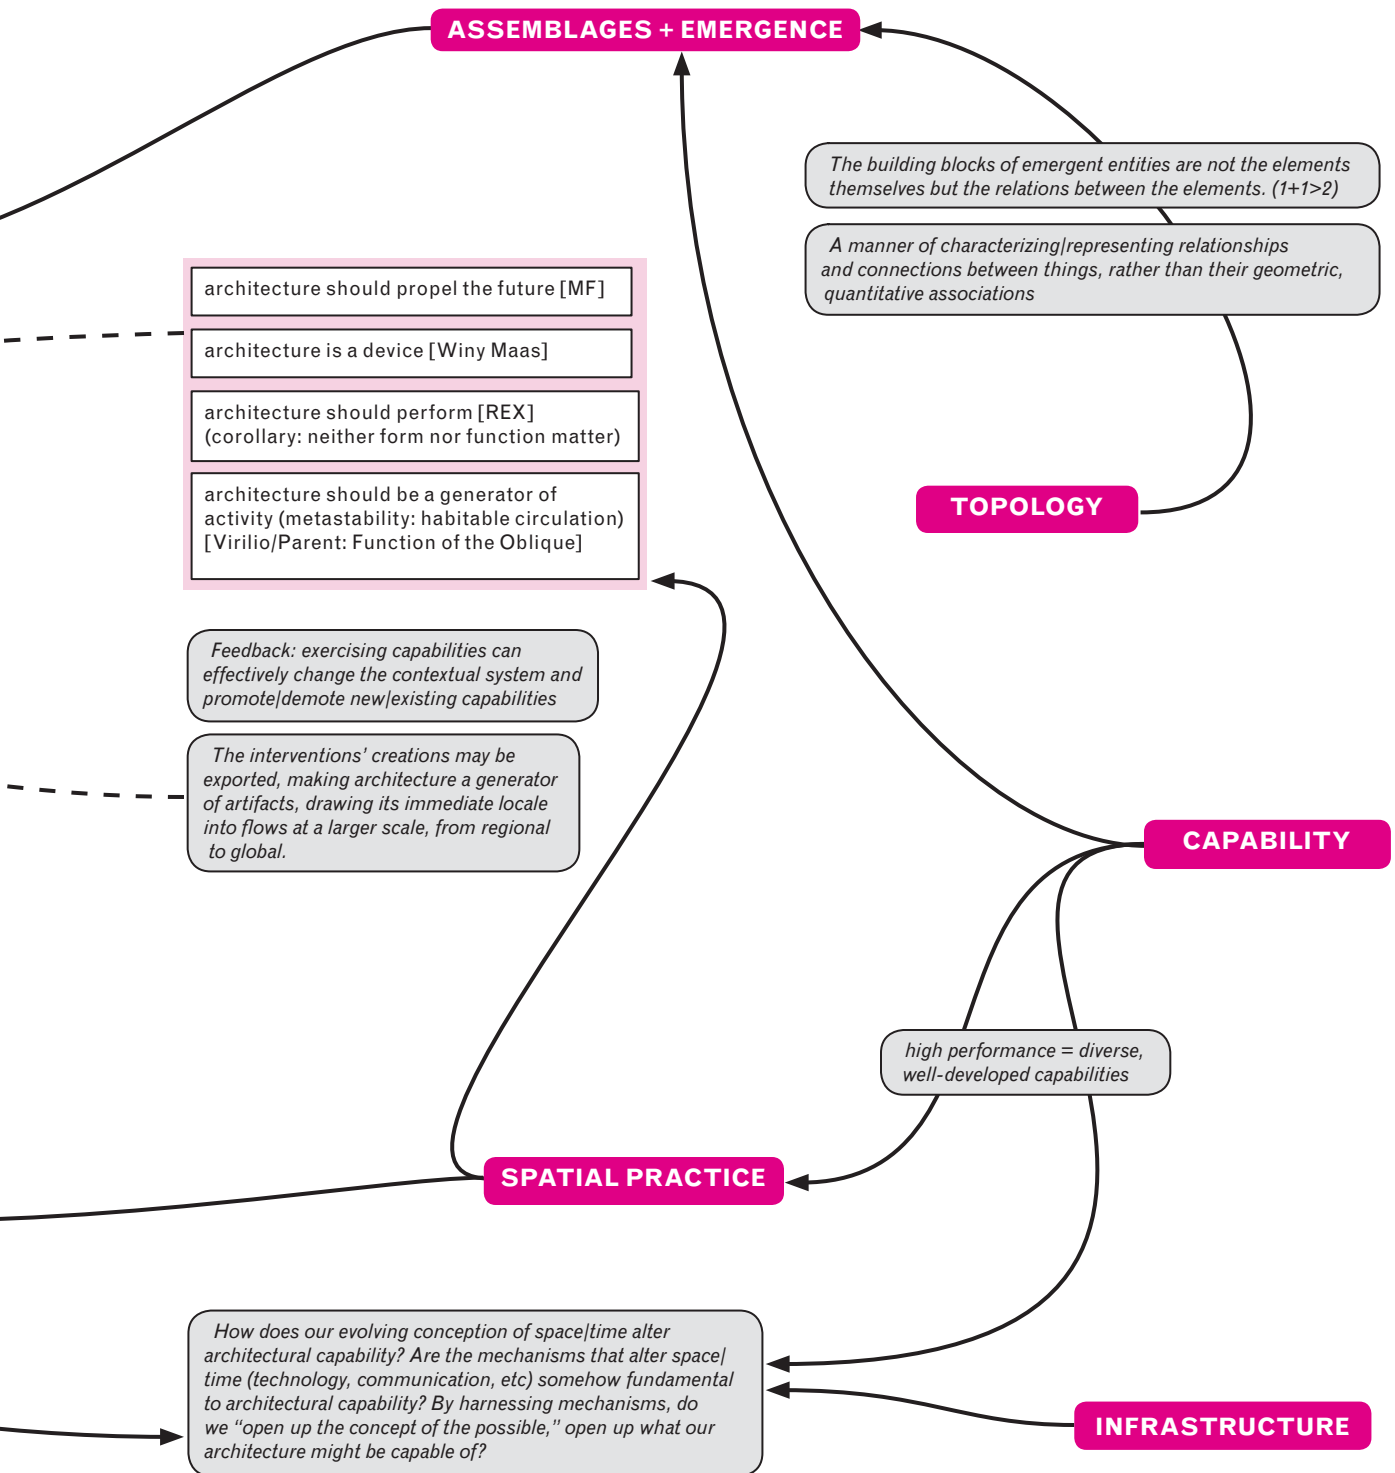 ASSEMBLAGES + EMERGENCE
The building blocks of emergent entities are not the elements
themselves but the relations between the elements. (1+1>2)
A manner of characterizing|representing relationships
and connections between things, rather than their geometric,
quantitative associations
architecture should propel the future [MF]
architecture is a device [Winy Maas]
architecture should perform [REX]
(corollary: neither form nor function matter)
architecture should be a generator of
activity (metastability: habitable circulation)
[Virilio/Parent: Function of the Oblique]
TOPOLOGY
Feedback: exercising capabilities can
effectively change the contextual system and
promote|demote new|existing capabilities
The interventions' creations may be
exported, making architecture a generator
of artifacts, drawing its immediate locale
into flows at a larger scale, from regional
to global.
CAPABILITY
high performance = diverse,
well-developed capabilities
SPATIAL PRACTICE
How does our evolving conception of space|time alter
architectural capability? Are the mechanisms that alter space|
time (technology, communication, etc) somehow fundamental
to architectural capability? By harnessing mechanisms, do
we “open up the concept of the possible,” open up what our
architecture might be capable of?
INFRASTRUCTURE